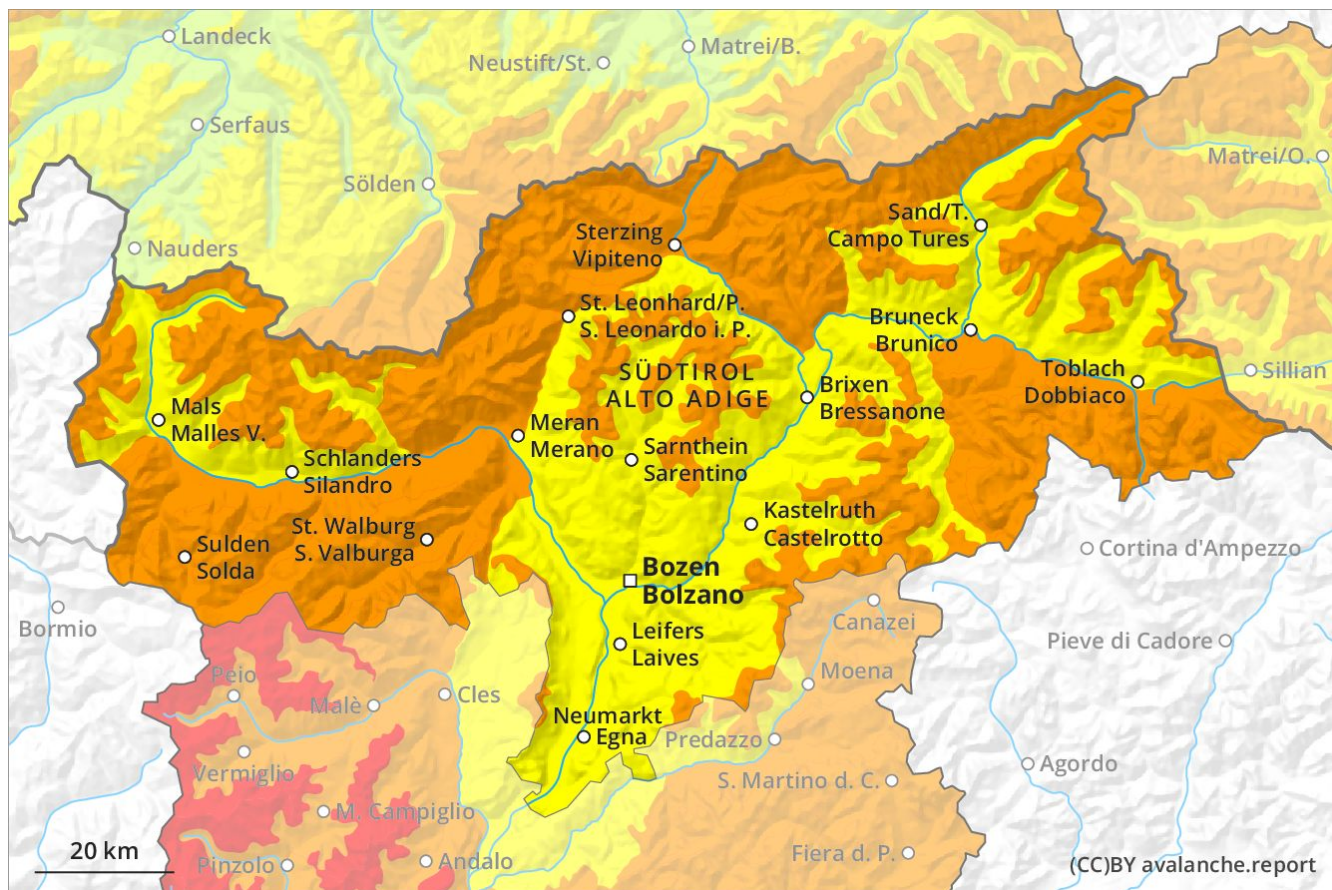 Landeck
Matrei/B.
Neustift/St.
Serfaus
Matrei/O.
Sölden
Sand/T.
Campo Tures
Nauders
Sterzing
Vipiteno
St. Leonhard/P.
S. Leonardo i. P.
Bruneck
Brunico
Toblach
Dobbiaco
Sillian
SÜDTIROL
ALTO ADIGE
Brixen
Bressanone
Mals
Malles V.
Meran
Merano
Sarnthein
Sarentino
Schlanders
Silandro
Kastelruth
Castelrotto
St. Walburg
S. Valburga
Sulden
Solda
Cortina d'Ampezzo
Bozen
Bolzano
Bormio
Canazei
Leifers
Laives
Pieve di Cadore
Peio
Moena
Malè
Cles
Neumarkt
Egna
Predazzo
Vermiglio
Agordo
S. Martino d. C.
M. Campiglio
20 km
Pinzolo
Andalo
Fiera d. P.
(CC)BY avalanche.report